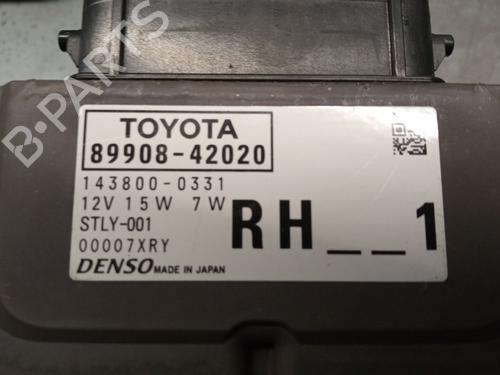 B-PARTS
TOYOTA
89908-42020
143800-0331
12V 15W 7W
STLY-001
00007XRY
RH__1
DENSO MADE IN JAPAN